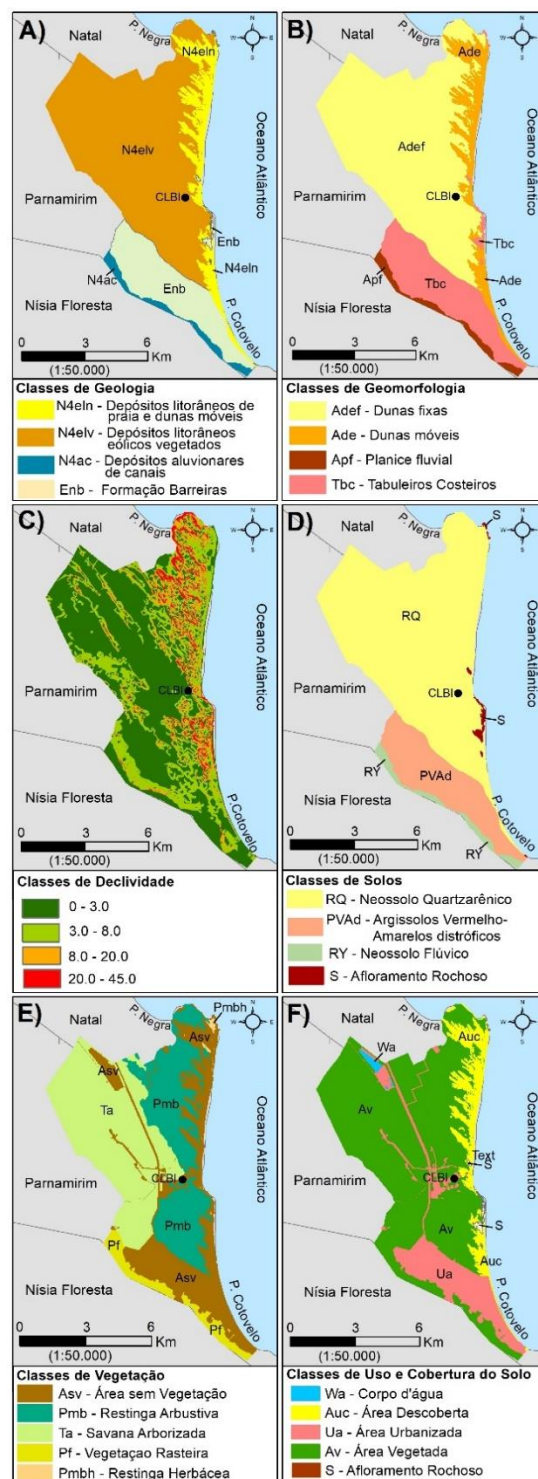 A)
Natal
P. Negra
N4eln
N4elv
Oceano Atlântico
Parnamirim
CLBI
Enb
N4eln
N4ac
Enb
Nísia Floresta
P. Cotovelo
0 3 6
Km
(1:50.000)
Classes de Geologia
N4eln - Depósitos litorâneos de praia e dunas móveis
N4elv - Depósitos litorâneos eólicos vegetados
N4ac - Depósitos aluvionares de canais
Enb - Formação Barreiras
B)
Natal
P. Negra
Ade
Adef
Oceano Atlântico
Parnamirim
CLBI
Tbc
Apf
Tbc
Ade
Nísia Floresta
P. Cotovelo
0 3 6
Km
(1:50.000)
Classes de Geomorfologia
Adef - Dunas fixas
Ade - Dunas móveis
Apf - Planice fluvial
Tbc - Tabuleiros Costeiros
C)
Natal
P. Negra
Oceano Atlântico
Parnamirim
CLBI
Nísia Floresta
P. Cotovelo
0 3 6
Km
(1:50.000)
Classes de Declividade
0 - 3.0
3.0 - 8.0
8.0 - 20.0
20.0 - 45.0
D)
Natal
P. Negra
S
RQ
Oceano Atlântico
Parnamirim
CLBI
S
RY
PVAd
Nísia Floresta
RY
P. Cotovelo
0 3 6
Km
(1:50.000)
Classes de Solos
RQ - Neossolo Quartzarênico
PVAd - Argissolos Vermelho-
Amarelos distróficos
RY - Neossolo Flúvico
S - Afloramento Rochoso
E)
Natal
P. Negra
Pmbh
Asv
Asv
Ta
Pmb
Oceano Atlântico
CLBI
Parnamirim
Pmb
Pf
Asv
Nísia Floresta
Pf
P. Cotovelo
0 3 6
Km
(1:50.000)
Classes de Vegetação
Asv - Área sem Vegetação
Pmb - Restinga Arbustiva
Ta - Savana Arborizada
Pf - Vegetaçao Rasteira
Pmbh - Restinga Herbácea
F)
Natal
P. Negra
Wa
Auc
Av
Oceano Atlântico
Text
S
CLBI
Parnamirim
Av
S
Auc
Ua
Nísia Floresta
P. Cotovelo
0 3 6
Km
(1:50.000)
Classes de Uso e Cobertura do Solo
Wa - Corpo d'água
Auc - Área Descoberta
Ua - Área Urbanizada
Av - Área Vegetada
S - Afloramento Rochoso